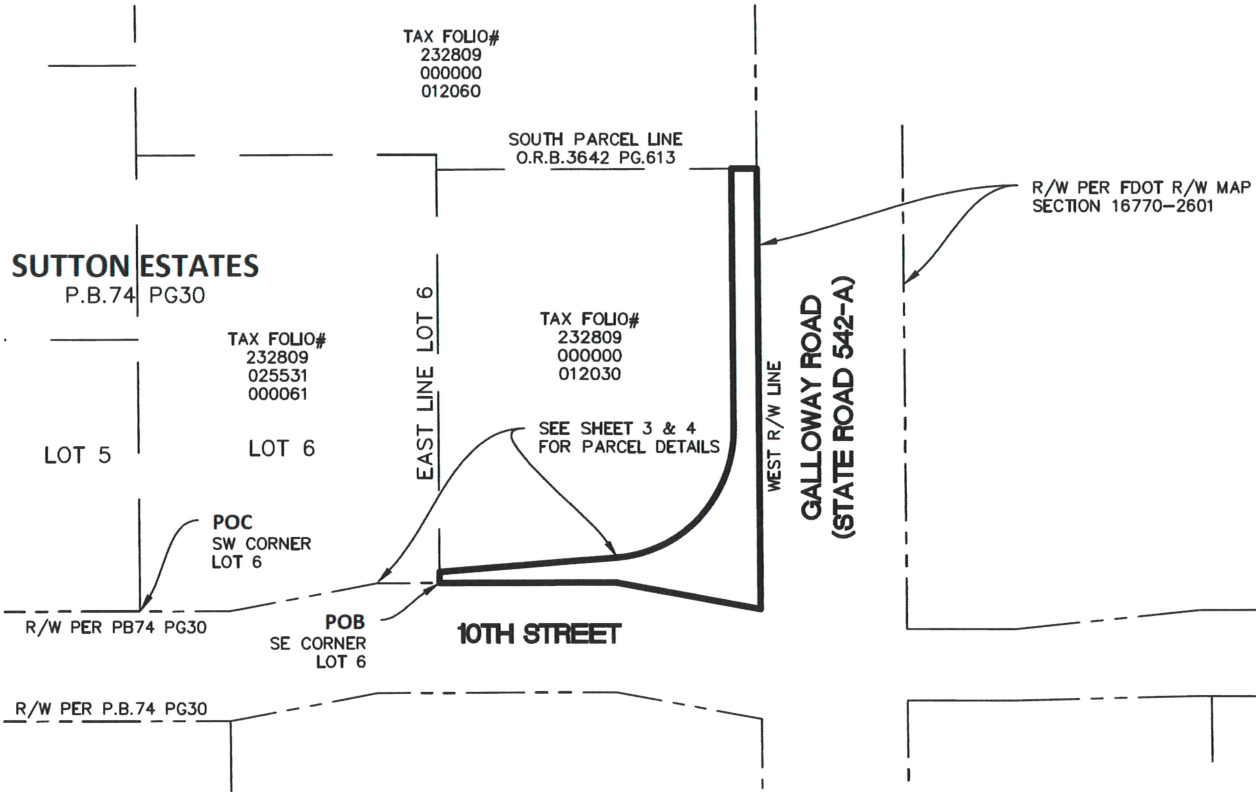 TAX FOLIO#
232809
000000
012060
SOUTH PARCEL LINE
O.R.B.3642 PG.613
R/W PER FDOT R/W MAP
SECTION 16770-2601
SUTTON ESTATES
P.B.74 PG30
TAX FOLIO#
232809
025531
000061
EAST LINE LOT 6
TAX FOLIO#
232809
000000
012030
WEST R/W LINE
GALLOWAY ROAD
(STATE ROAD 542-A)
LOT 5
LOT 6
SEE SHEET 3 & 4
FOR PARCEL DETAILS
POC
SW CORNER
LOT 6
R/W PER PB74 PG30
POB
SE CORNER
LOT 6
10TH STREET
R/W PER P.B.74 PG30